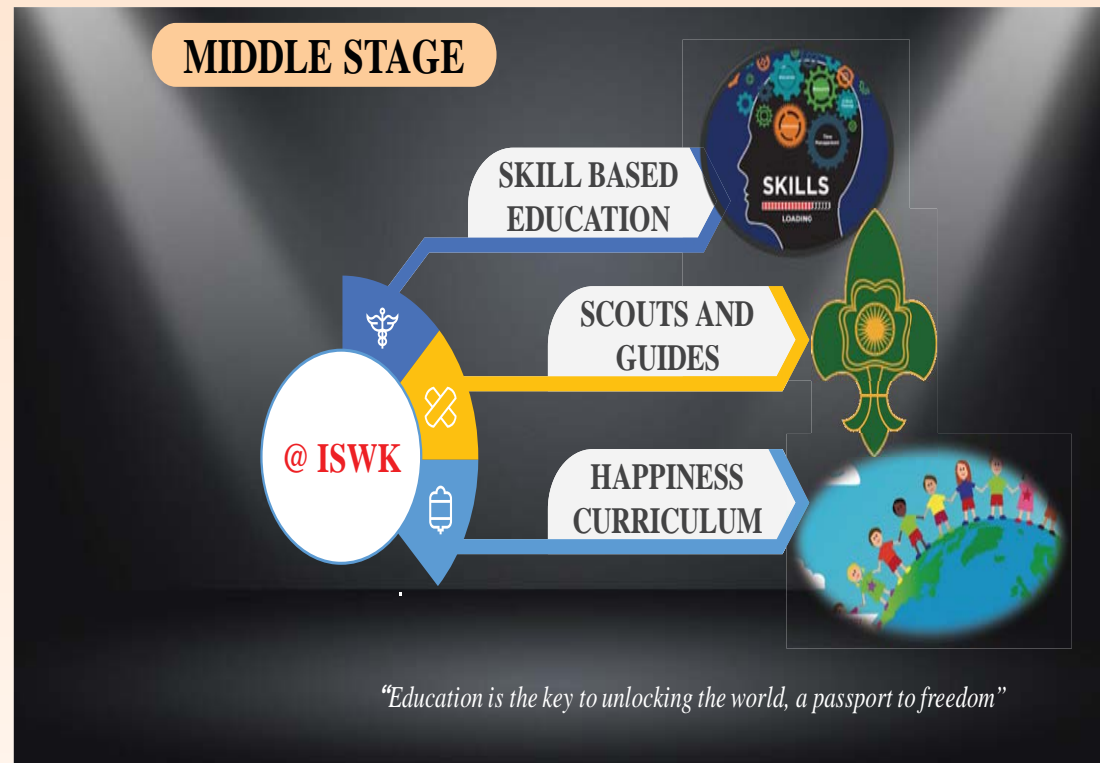 MIDDLE STAGE
SKILL BASED
EDUCATION
SKILLS
LOADING
SCOUTS AND
GUIDES
@ ISWK
HAPPINESS
CURRICULUM
“Education is the key to unlocking the world, a passport to freedom”